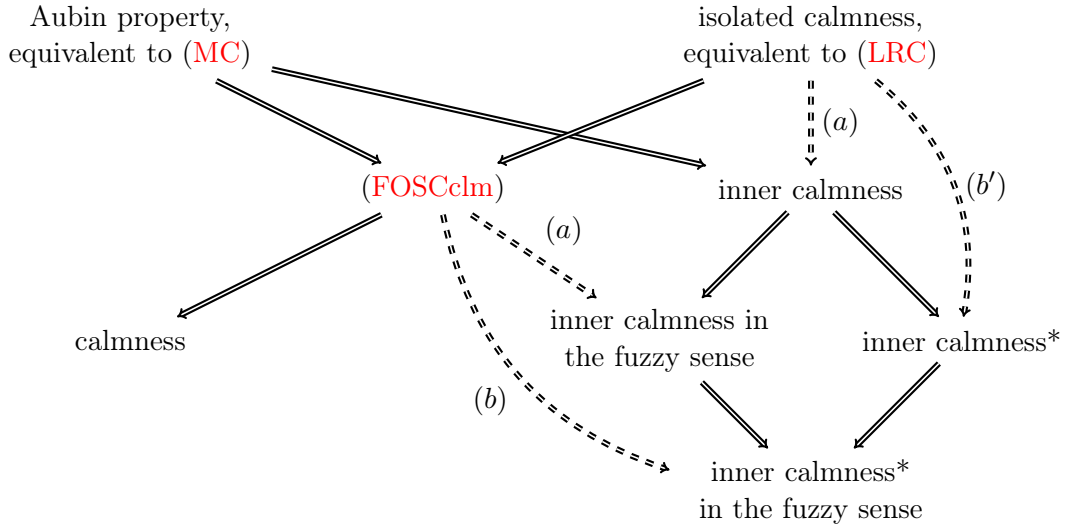 Aubin property,
equivalent to (MC)
isolated calmness,
equivalent to (LRC)
(a)
(b′)
(FOSCclm)
inner calmness
(a)
calmness
inner calmness in
the fuzzy sense
inner calmness*
(b)
inner calmness*
in the fuzzy sense